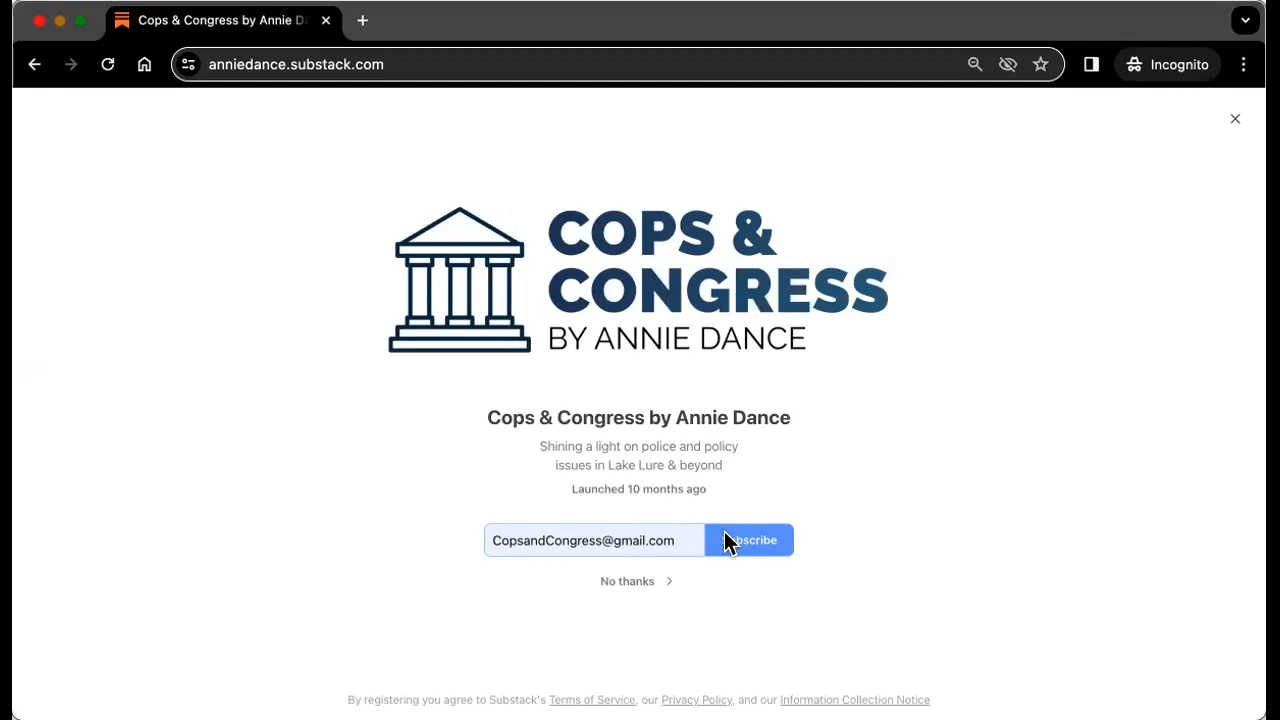 Cops & Congress by Annie D
anniedance.substack.com
Incognito
COPS &
CONGRESS
BY ANNIE DANCE
Cops & Congress by Annie Dance
Shining a light on police and policy
issues in Lake Lure & beyond
Launched 10 months ago
CopsandCongress@gmail.com
Subscribe
No thanks
By registering you agree to Substack's Terms of Service, our Privacy Policy, and our Information Collection Notice